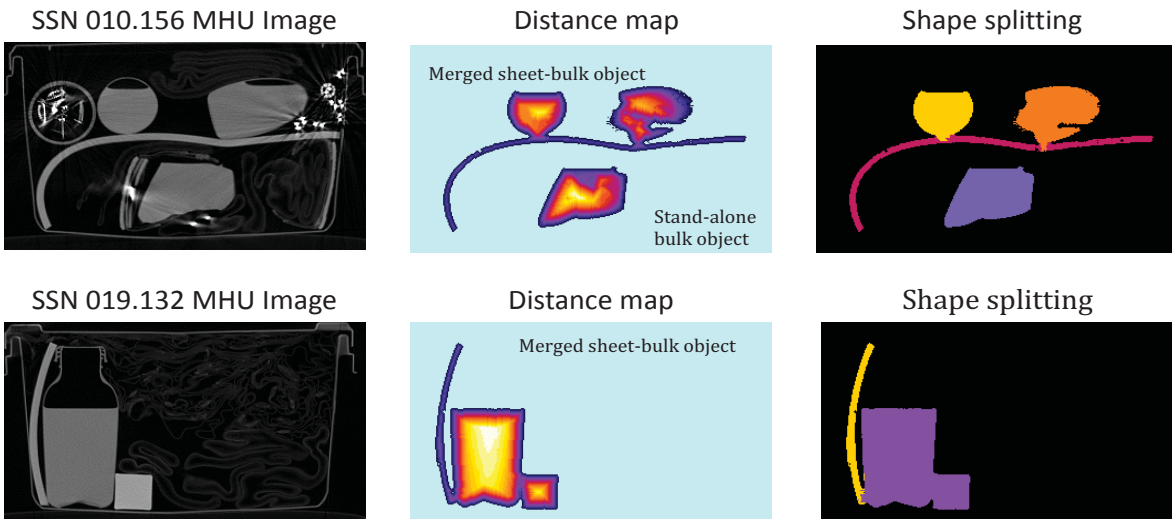 SSN 010.156 MHU Image
Distance map
Shape splitting
Merged sheet-bulk object
Stand-alone
bulk object
SSN 019.132 MHU Image
Distance map
Shape splitting
Merged sheet-bulk object